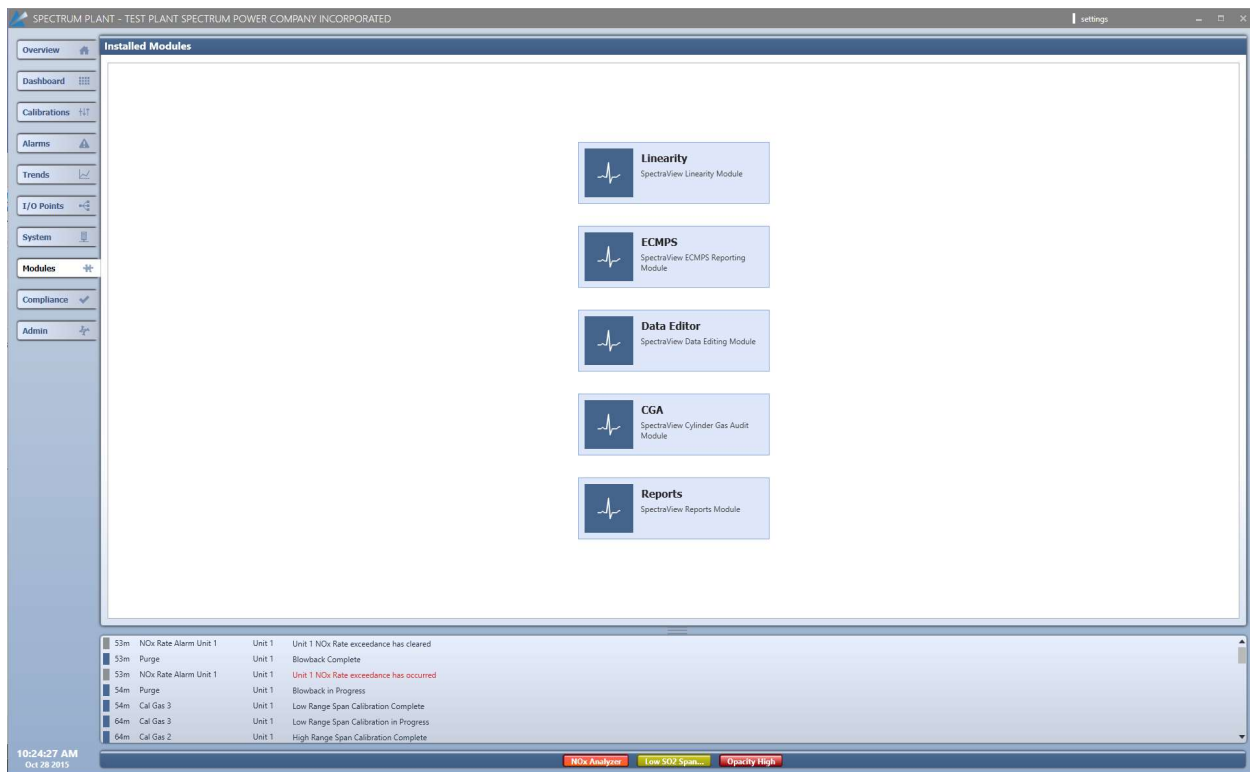 SPECTRUM PLANT - TEST PLANT SPECTRUM POWER COMPANY INCORPORATED
settings
Overview
Dashboard
Calibrations
Alarms
Trends
I/O Points
System
Modules
Compliance
Admin
Installed Modules
Linearity
SpectraView Linearity Module
ECMPS
SpectraView ECMPS Reporting
Module
Data Editor
SpectraView Data Editing Module
CGA
SpectraView Cylinder Gas Audit
Module
Reports
SpectraView Reports Module
53m NOx Rate Alarm Unit 1 Unit 1 Unit 1 NOx Rate exceedance has cleared
53m Purge Unit 1 Blowback Complete
53m NOx Rate Alarm Unit 1 Unit 1 Unit 1 NOx Rate exceedance has occurred
54m Purge Unit 1 Blowback in Progress
54m Cal Gas 3 Unit 1 Low Range Span Calibration Complete
64m Cal Gas 3 Unit 1 Low Range Span Calibration in Progress
64m Cal Gas 2 Unit 1 High Range Span Calibration Complete
10:24:27 AM
Oct 28 2015
NOx Analyzer Low SO2 Span... Opacity High